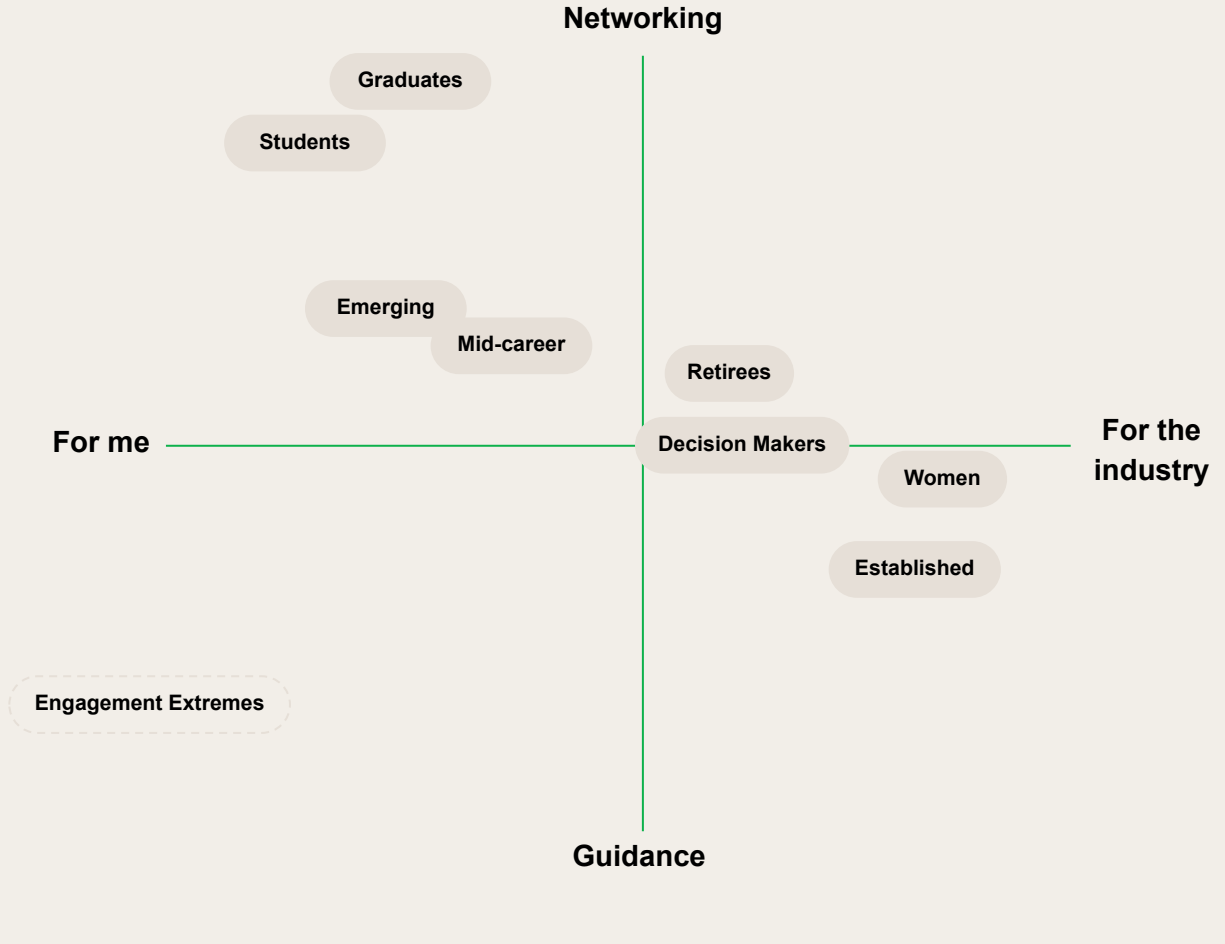 Networking
Graduates
Students
Emerging
Mid-career
Retirees
For me
Decision Makers
For the
industry
Women
Established
Engagement Extremes
Guidance